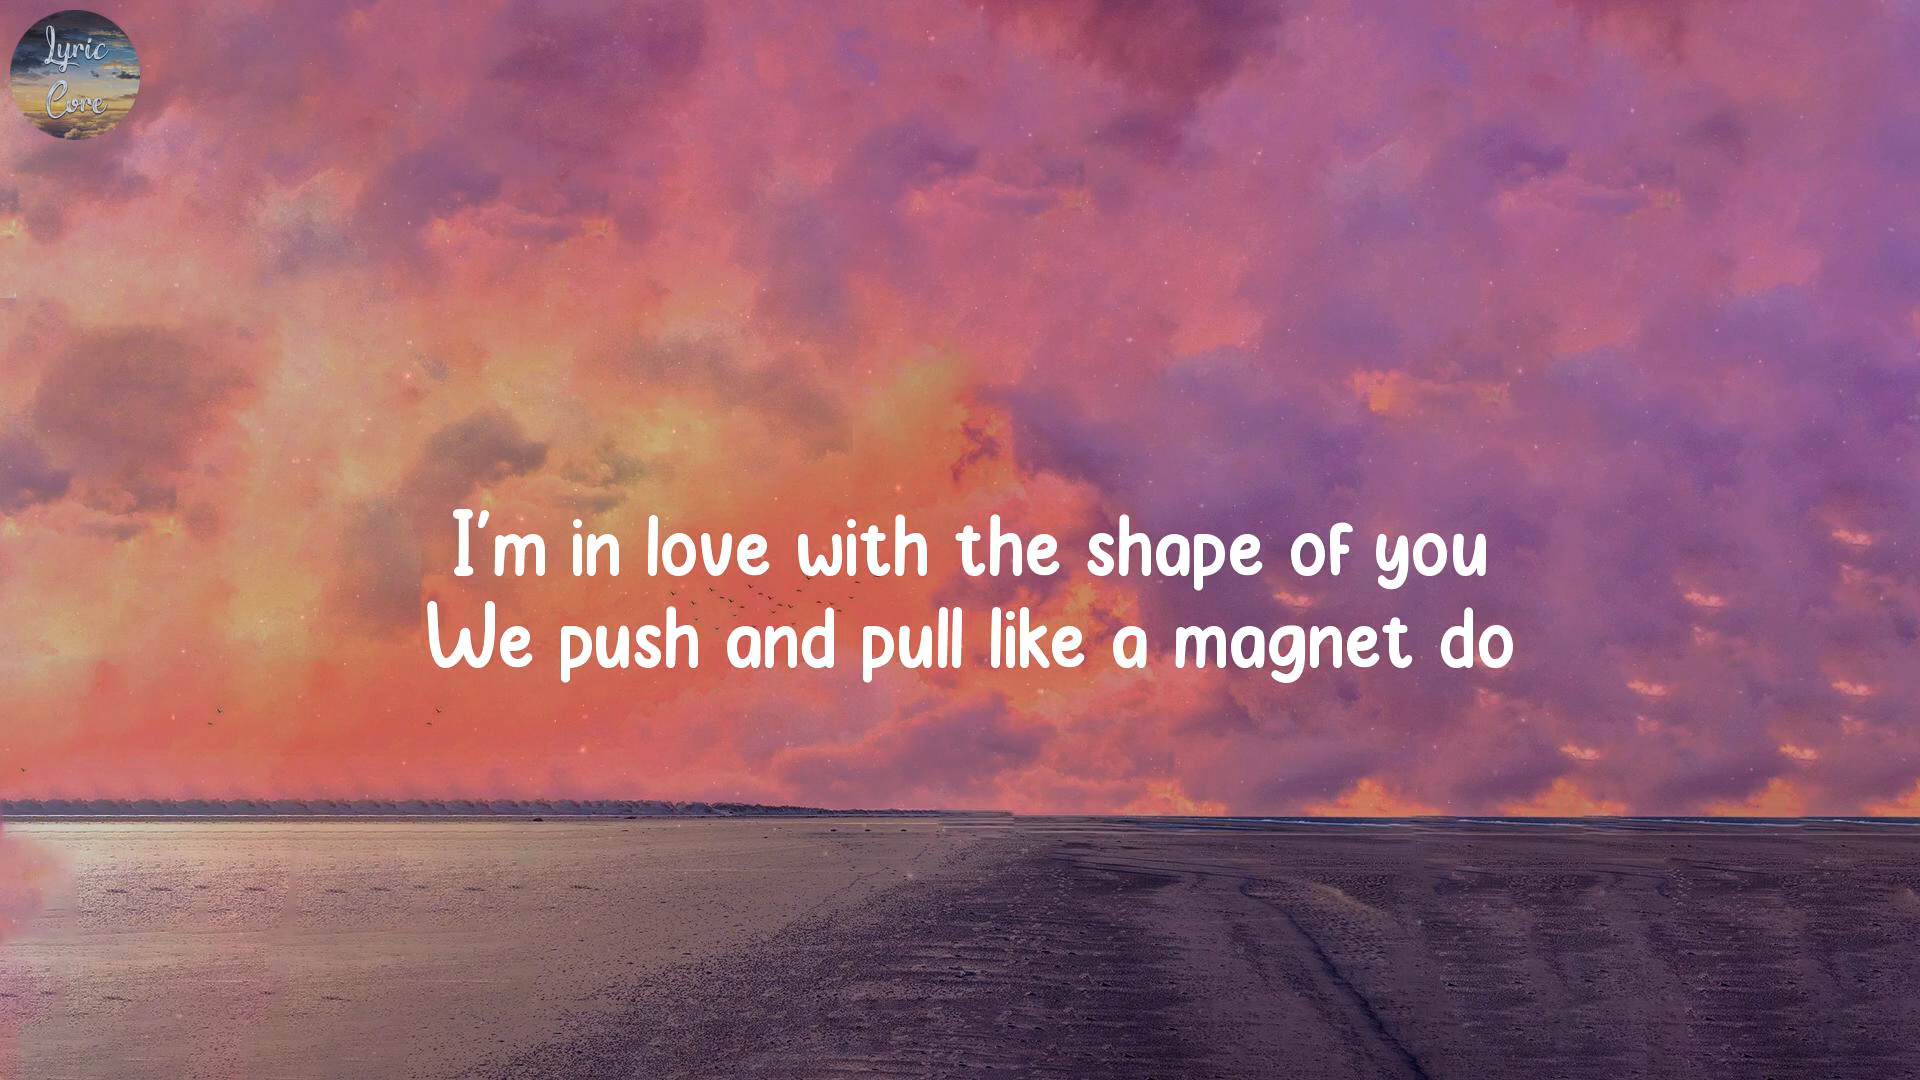 Lyric
Core
I'm in love with the shape of you
We push and pull like a magnet do